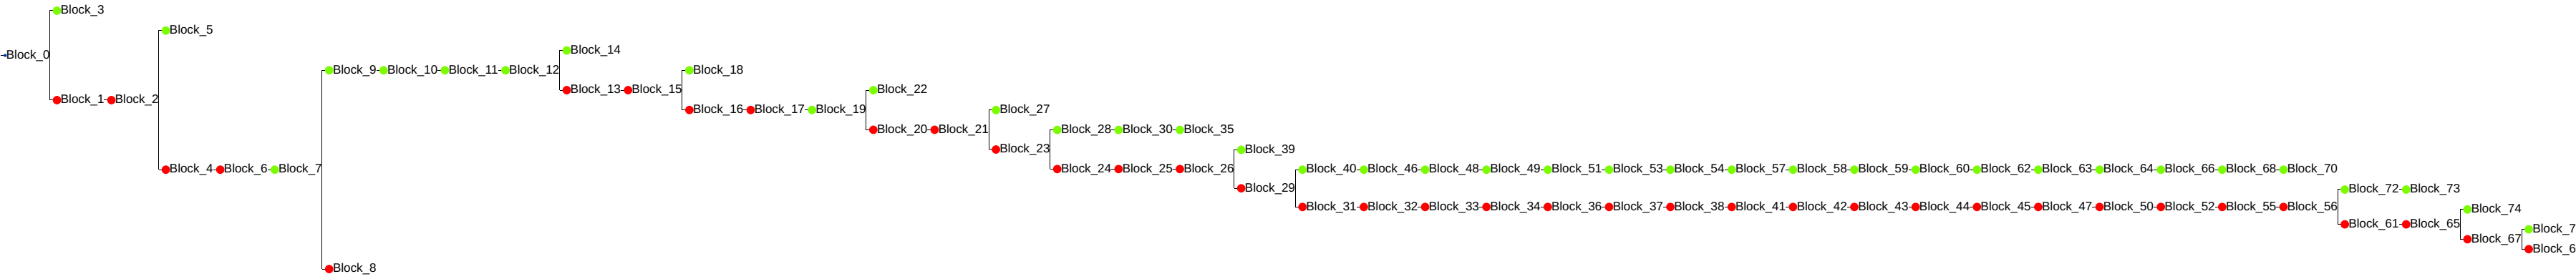 Block_3
Block_5
Block_14
Block_0
Block_9 Block_10 Block_11 Block_12 Block_18
Block_22
Block_13 Block_15
Block_1 Block_2
Block_16 Block_17 Block_19 Block_27
Block_20 Block_21 Block_28 Block_30 Block_35
Block_23 Block_39
Block_4 Block_6 Block_7 Block_24 Block_25 Block_26 Block_40 Block_46 Block_48 Block_49 Block_51 Block_53 Block_54 Block_57 Block_58 Block_59 Block_60 Block_62 Block_63 Block_64 Block_66 Block_68 Block_70
Block_29 Block_72 Block_73
Block_31 Block_32 Block_33 Block_34 Block_36 Block_37 Block_38 Block_41 Block_42 Block_43 Block_44 Block_45 Block_47 Block_50 Block_52 Block_55 Block_56 Block_74
Block_61 Block_65
Block_7
Block_67
Block_6
Block_8